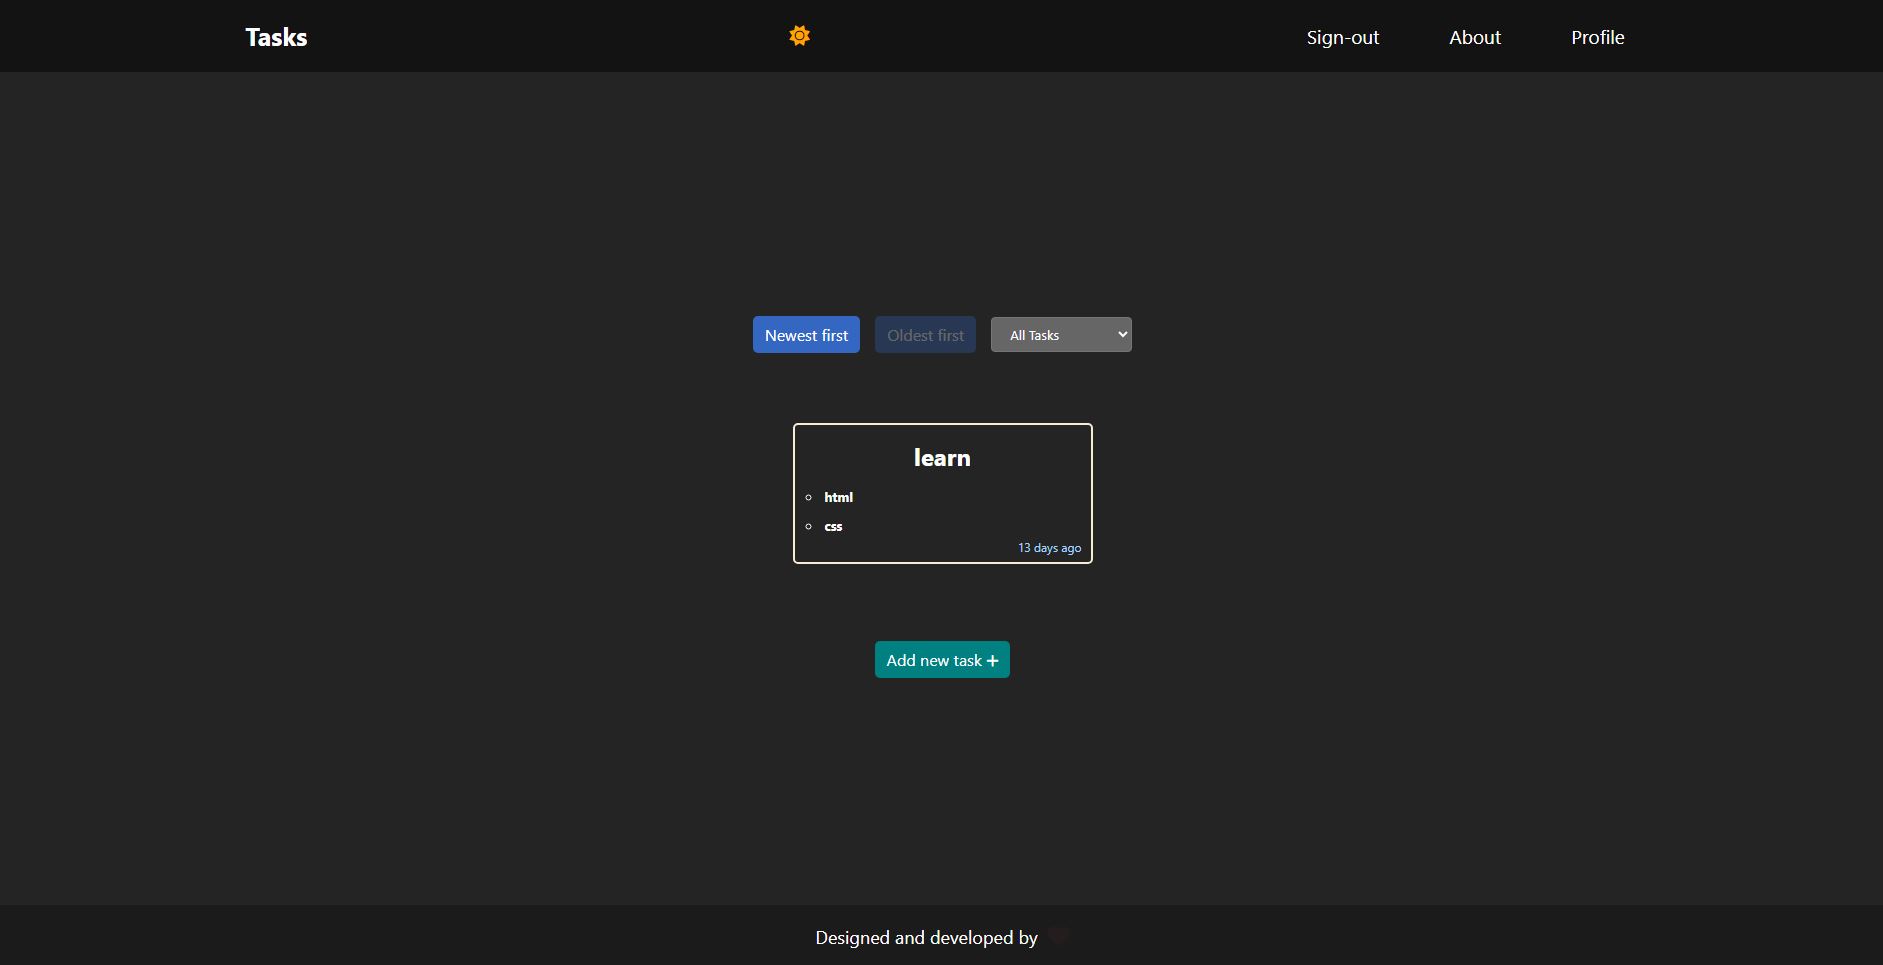 Tasks
Sign-out About Profile
Newest first Oldest first All Tasks
learn
html
css
13 days ago
Add new task +
Designed and developed by